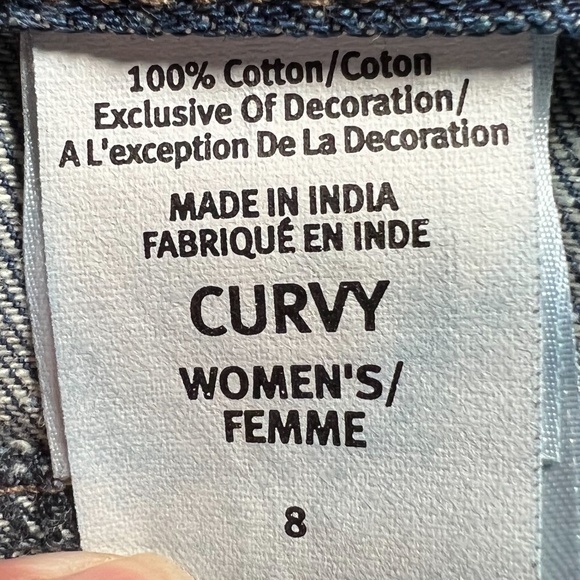 100% Cotton/Coton
Exclusive Of Decoration/
A L'exception De La Decoration
MADE IN INDIA
FABRIQUÉ EN INDE
CURVY
WOMEN'S/
FEMME
8